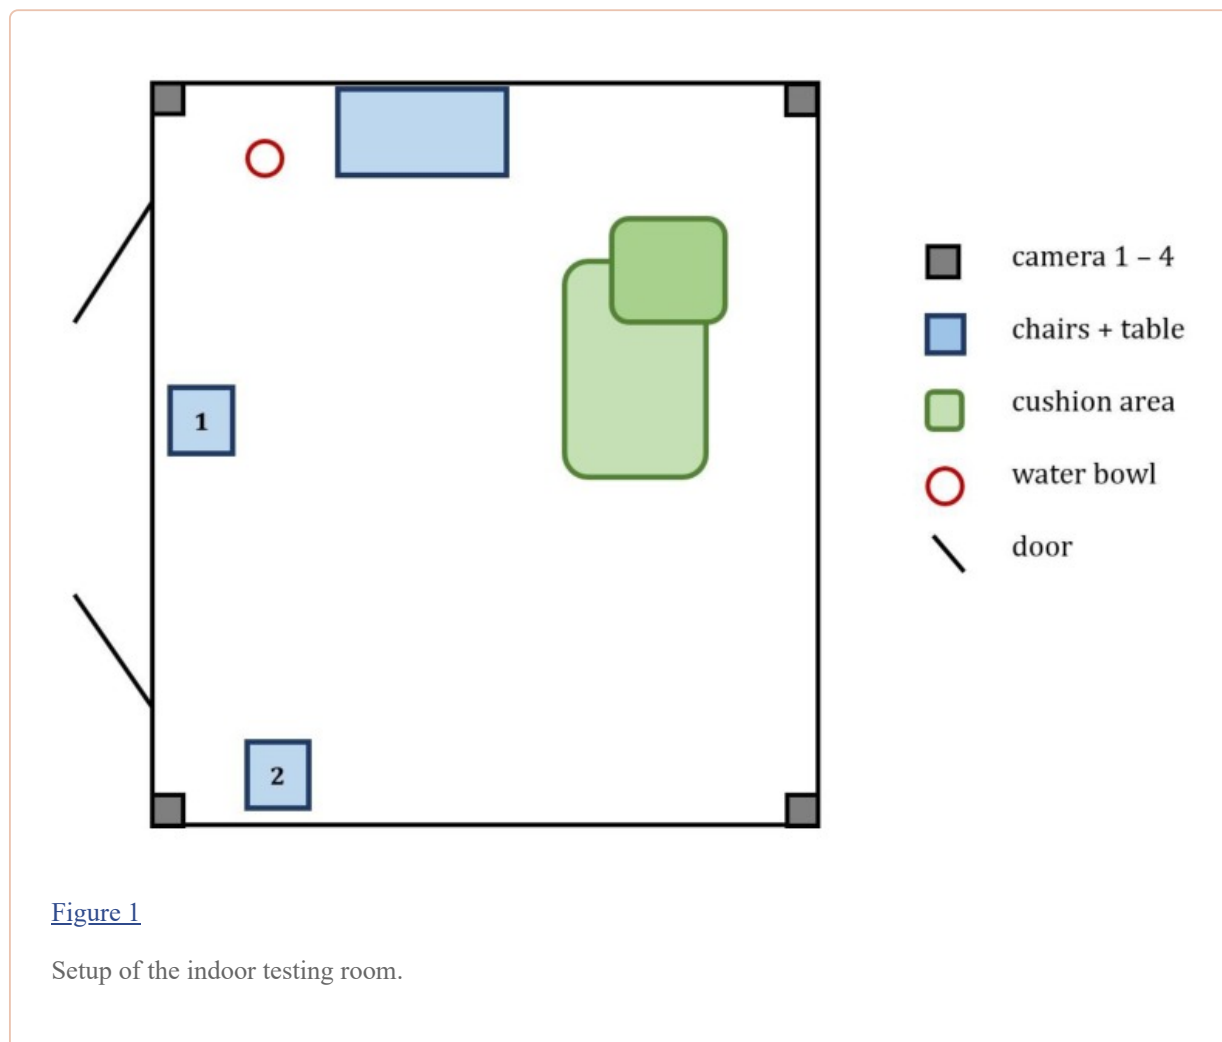 1
2
camera 1 – 4
chairs + table
cushion area
water bowl
door
Figure 1
Setup of the indoor testing room.